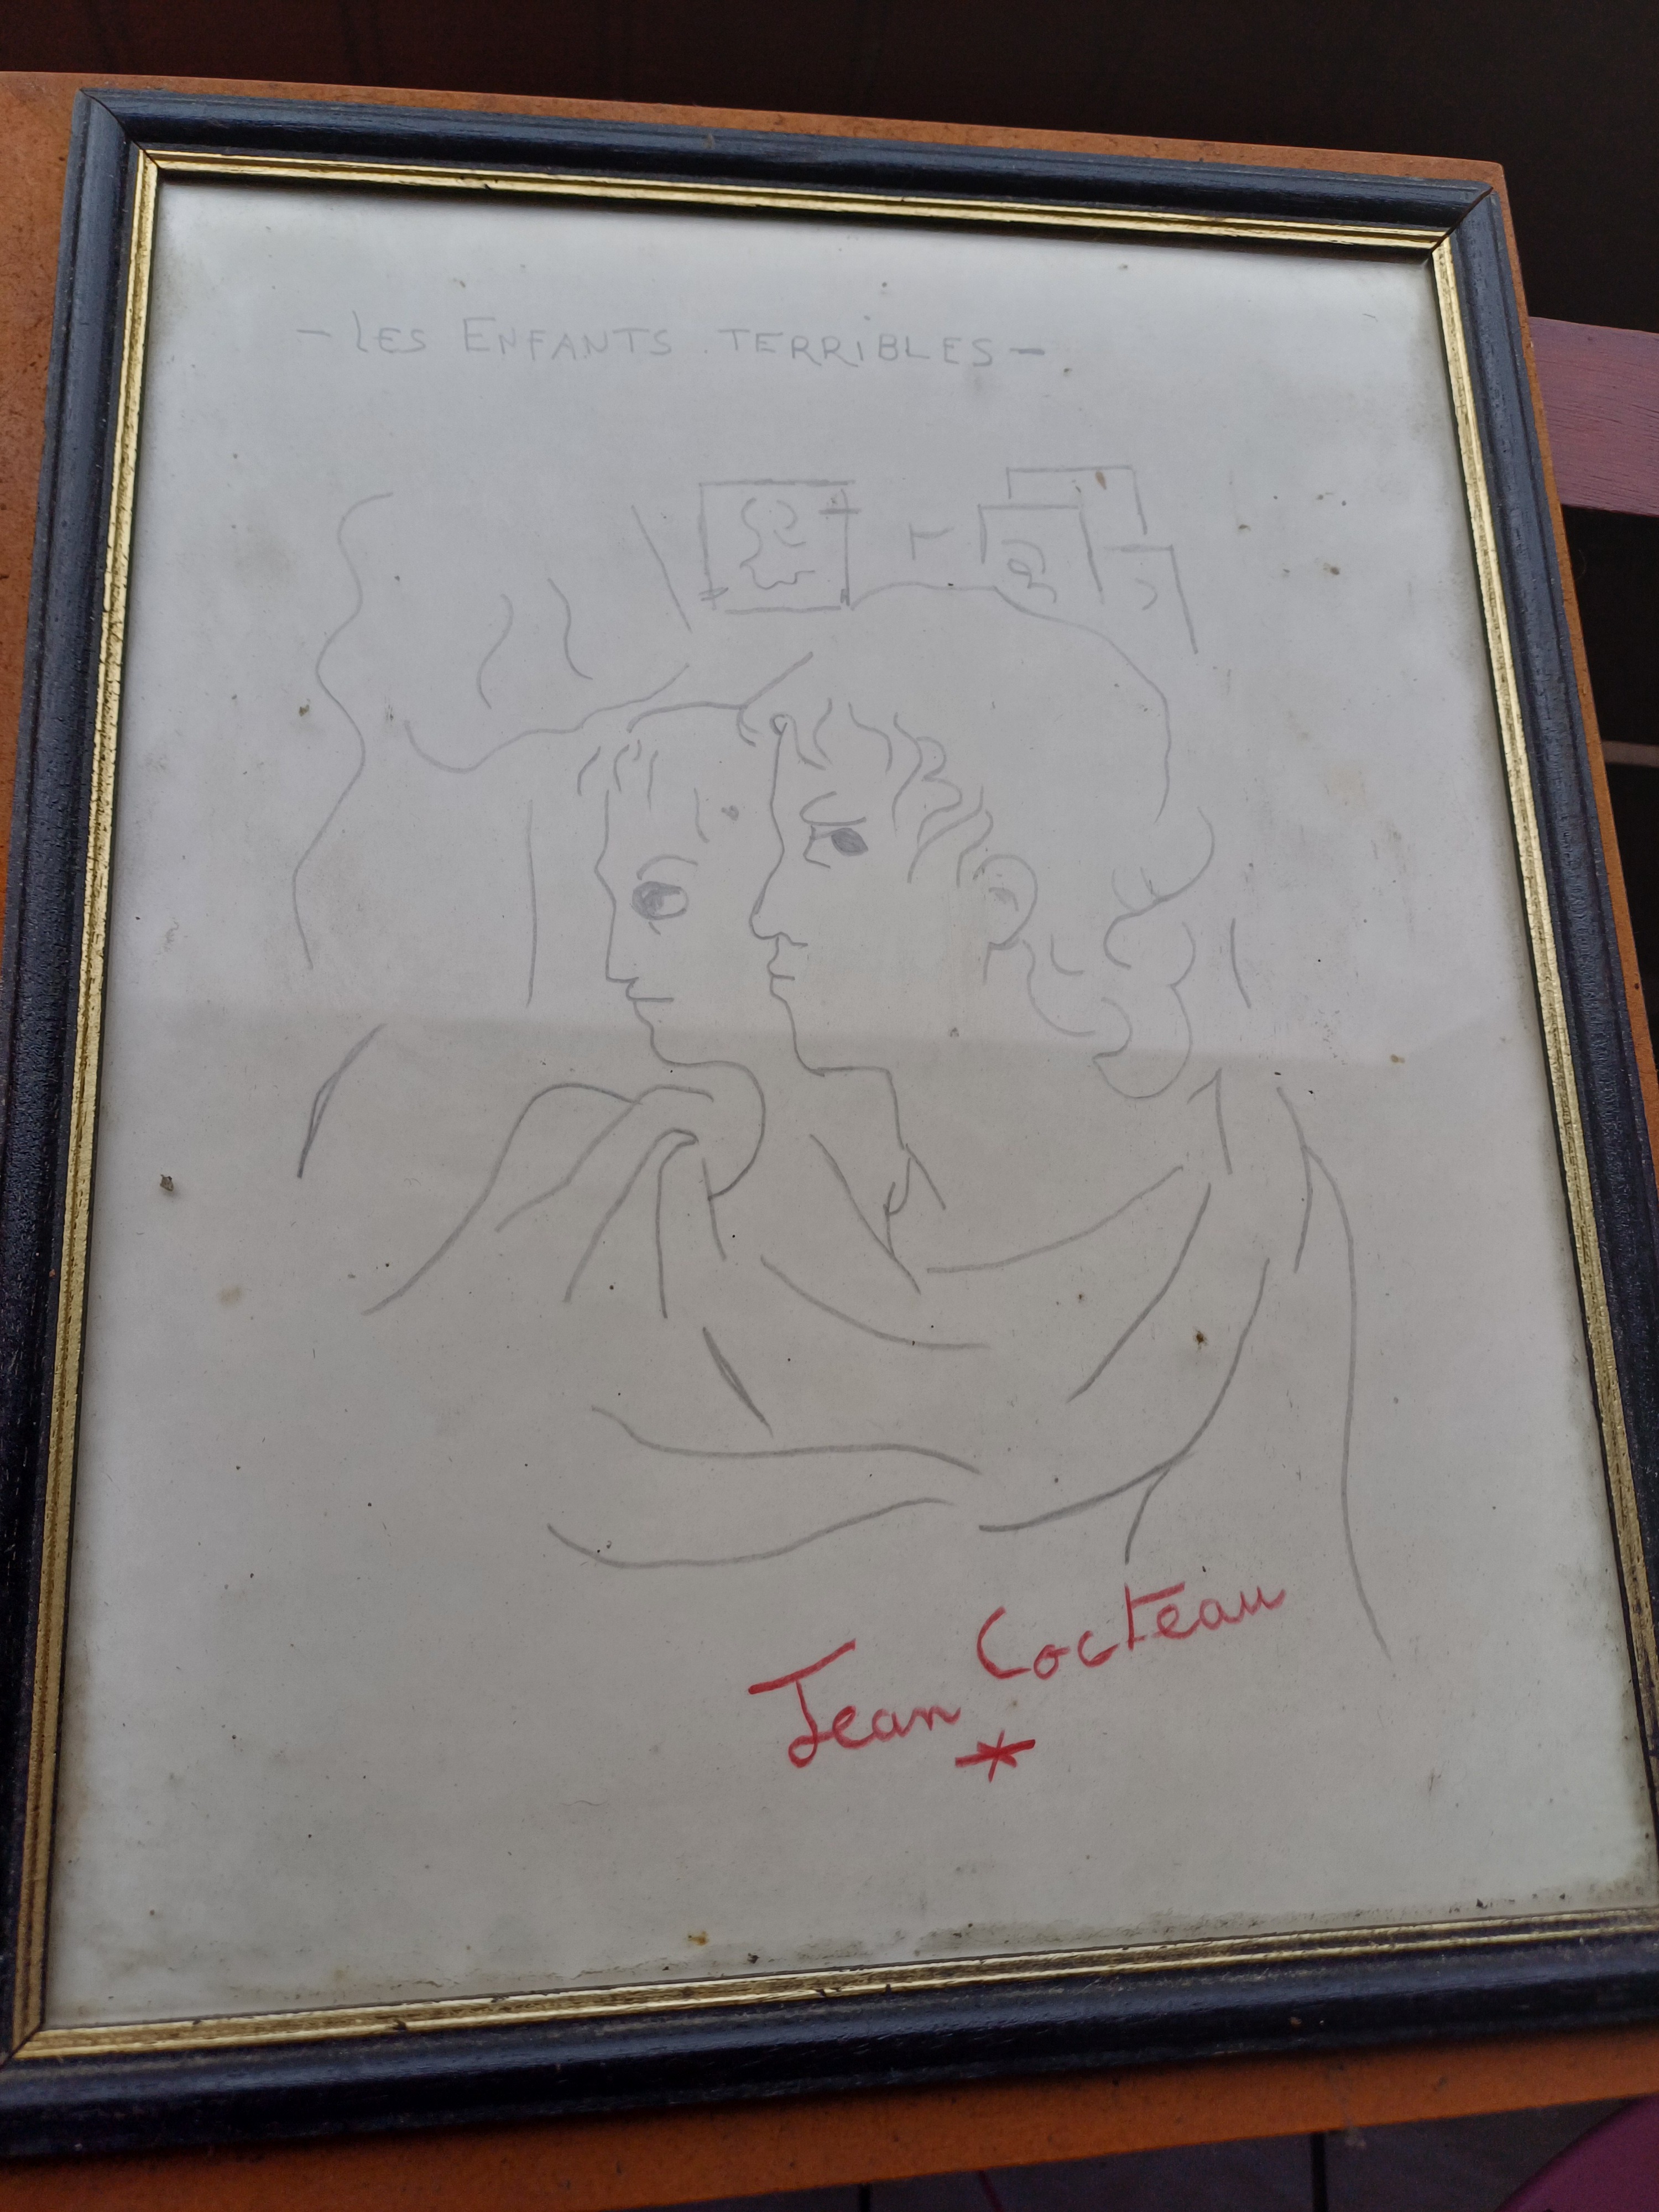 - LES ENFANTS TERRIBLES -
Jean Cocteau
*